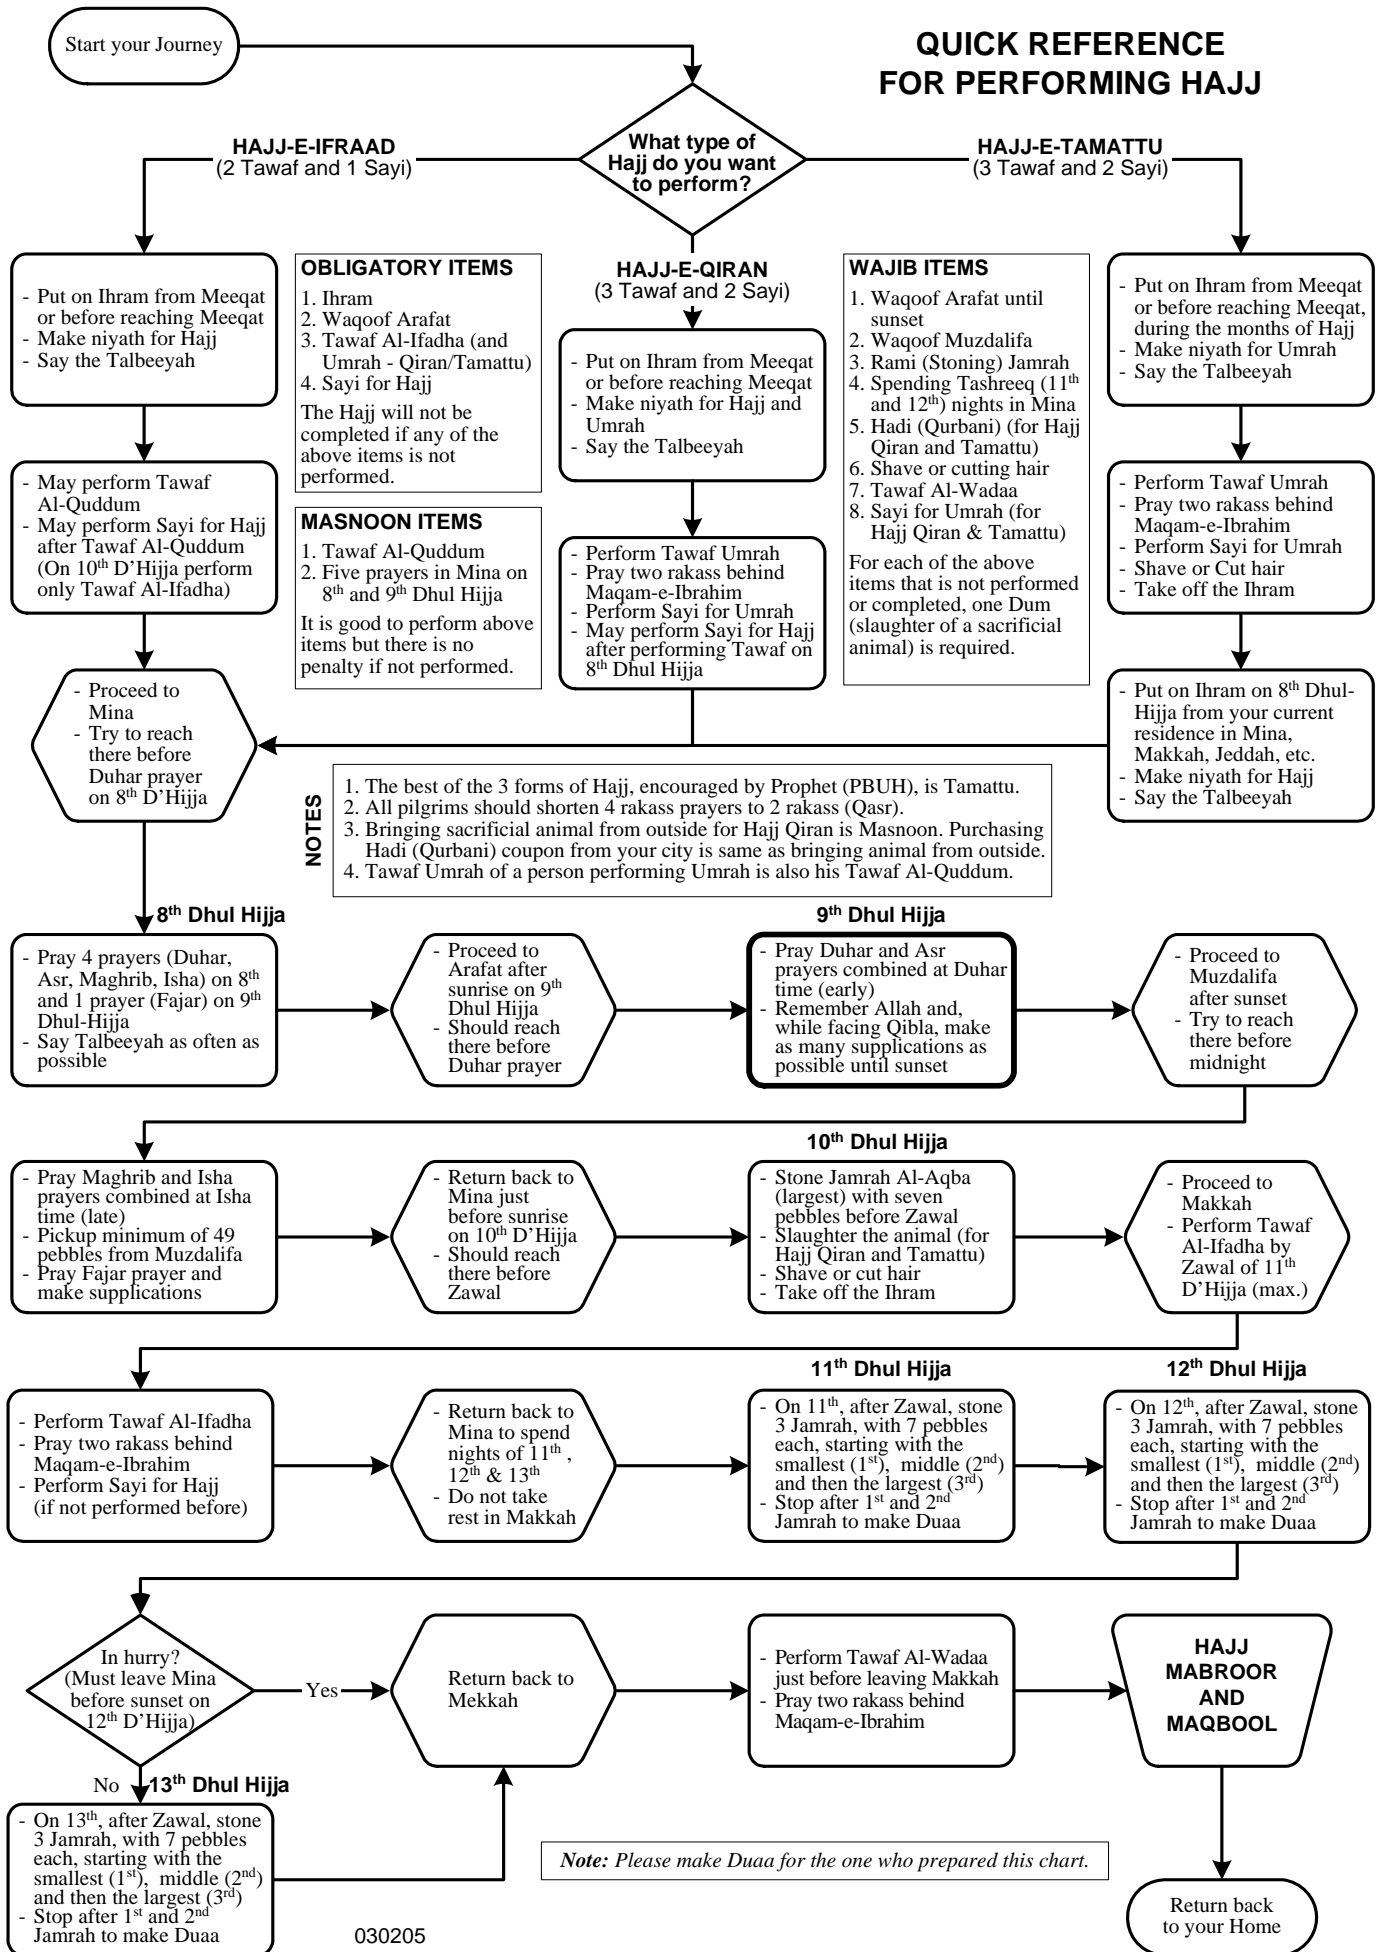 Start your Journey
QUICK REFERENCE
FOR PERFORMING HAJJ
What type of
Hajj do you want
to perform?
HAJJ-E-IFRAAD
(2 Tawaf and 1 Sayi)
HAJJ-E-TAMATTU
(3 Tawaf and 2 Sayi)
HAJJ-E-QIRAN
(3 Tawaf and 2 Sayi)
- Put on Ihram from Meeqat
or before reaching Meeqat
- Make niyath for Hajj
- Say the Talbeeyah
OBLIGATORY ITEMS
1. Ihram
2. Waqoof Arafat
3. Tawaf Al-Ifadha (and
Umrah - Qiran/Tamattu)
4. Sayi for Hajj
The Hajj will not be
completed if any of the
above items is not
performed.
- Put on Ihram from Meeqat
or before reaching Meeqat
- Make niyath for Hajj and
Umrah
- Say the Talbeeyah
WAJIB ITEMS
1. Waqoof Arafat until
sunset
2. Waqoof Muzdalifa
3. Rami (Stoning) Jamrah
4. Spending Tashreeq (11th
and 12th) nights in Mina
5. Hadi (Qurbani) (for Hajj
Qiran and Tamattu)
6. Shave or cutting hair
7. Tawaf Al-Wadaa
8. Sayi for Umrah (for
Hajj Qiran & Tamattu)
For each of the above
items that is not performed
or completed, one Dum
(slaughter of a sacrificial
animal) is required.
- Put on Ihram from Meeqat
or before reaching Meeqat,
during the months of Hajj
- Make niyath for Umrah
- Say the Talbeeyah
- May perform Tawaf
Al-Quddum
- May perform Sayi for Hajj
after Tawaf Al-Quddum
(On 10th D'Hijja perform
only Tawaf Al-Ifadha)
MASNOON ITEMS
1. Tawaf Al-Quddum
2. Five prayers in Mina on
8th and 9th Dhul Hijja
It is good to perform above
items but there is no
penalty if not performed.
- Perform Tawaf Umrah
- Pray two rakass behind
Maqam-e-Ibrahim
- Perform Sayi for Umrah
- May perform Sayi for Hajj
after performing Tawaf on
8th Dhul Hijja
- Perform Tawaf Umrah
- Pray two rakass behind
Maqam-e-Ibrahim
- Perform Sayi for Umrah
- Shave or Cut hair
- Take off the Ihram
- Proceed to
Mina
- Try to reach
there before
Duhar prayer
on 8th D'Hijja
- Put on Ihram on 8th Dhul-
Hijja from your current
residence in Mina,
Makkah, Jeddah, etc.
- Make niyath for Hajj
- Say the Talbeeyah
NOTES
1. The best of the 3 forms of Hajj, encouraged by Prophet (PBUH), is Tamattu.
2. All pilgrims should shorten 4 rakass prayers to 2 rakass (Qasr).
3. Bringing sacrificial animal from outside for Hajj Qiran is Masnoon. Purchasing
Hadi (Qurbani) coupon from your city is same as bringing animal from outside.
4. Tawaf Umrah of a person performing Umrah is also his Tawaf Al-Quddum.
8th Dhul Hijja
- Pray 4 prayers (Duhar,
Asr, Maghrib, Isha) on 8th
and 1 prayer (Fajar) on 9th
Dhul-Hijja
- Say Talbeeyah as often as
possible
- Proceed to
Arafat after
sunrise on 9th
Dhul Hijja
- Should reach
there before
Duhar prayer
9th Dhul Hijja
- Pray Duhar and Asr
prayers combined at Duhar
time (early)
- Remember Allah and,
while facing Qibla, make
as many supplications as
possible until sunset
- Proceed to
Muzdalifa
after sunset
- Try to reach
there before
midnight
- Pray Maghrib and Isha
prayers combined at Isha
time (late)
- Pickup minimum of 49
pebbles from Muzdalifa
- Pray Fajar prayer and
make supplications
- Return back to
Mina just
before sunrise
on 10th D'Hijja
- Should reach
there before
Zawal
10th Dhul Hijja
- Stone Jamrah Al-Aqba
(largest) with seven
pebbles before Zawal
- Slaughter the animal (for
Hajj Qiran and Tamattu)
- Shave or cut hair
- Take off the Ihram
- Proceed to
Makkah
- Perform Tawaf
Al-Ifadha by
Zawal of 11th
D'Hijja (max.)
- Perform Tawaf Al-Ifadha
- Pray two rakass behind
Maqam-e-Ibrahim
- Perform Sayi for Hajj
(if not performed before)
- Return back to
Mina to spend
nights of 11th ,
12th & 13th
- Do not take
rest in Makkah
11th Dhul Hijja
- On 11th, after Zawal, stone
3 Jamrah, with 7 pebbles
each, starting with the
smallest (1st), middle (2nd)
and then the largest (3rd)
- Stop after 1st and 2nd
Jamrah to make Duaa
12th Dhul Hijja
- On 12th, after Zawal, stone
3 Jamrah, with 7 pebbles
each, starting with the
smallest (1st), middle (2nd)
and then the largest (3rd)
- Stop after 1st and 2nd
Jamrah to make Duaa
In hurry?
(Must leave Mina
before sunset on
12th D'Hijja)
Yes
Return back to
Mekkah
- Perform Tawaf Al-Wadaa
just before leaving Makkah
- Pray two rakass behind
Maqam-e-Ibrahim
HAJJ
MABROOR
AND
MAQBOOL
No
13th Dhul Hijja
- On 13th, after Zawal, stone
3 Jamrah, with 7 pebbles
each, starting with the
smallest (1st), middle (2nd)
and then the largest (3rd)
- Stop after 1st and 2nd
Jamrah to make Duaa
Note: Please make Duaa for the one who prepared this chart.
Return back
to your Home
030205